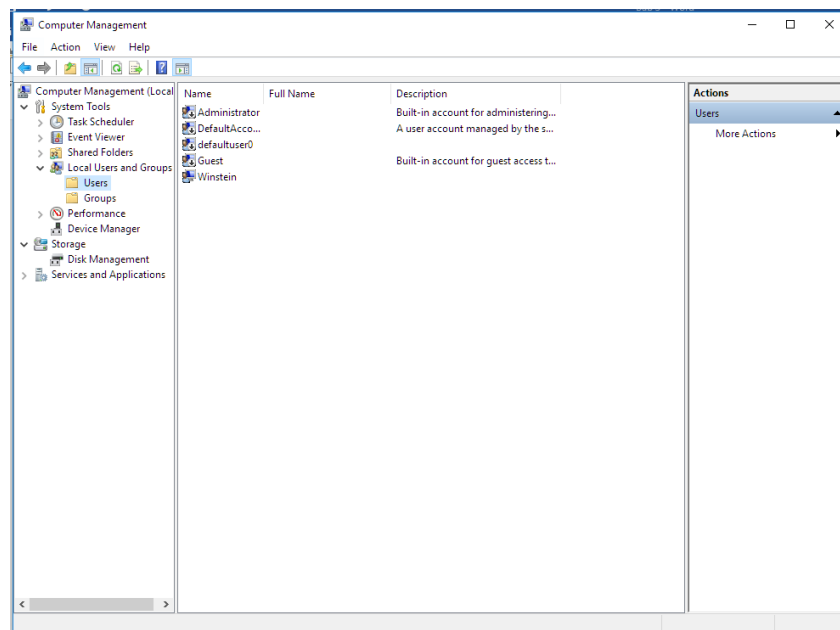 Computer Management
File Action View Help
Computer Management (Local
System Tools
Task Scheduler
Event Viewer
Shared Folders
Local Users and Groups
Users
Groups
Performance
Device Manager
Storage
Disk Management
Services and Applications
Name Full Name Description
Administrator Built-in account for administering...
DefaultAcco... A user account managed by the s...
defaultuser0
Guest Built-in account for guest access t...
Winstein
Actions
Users
More Actions